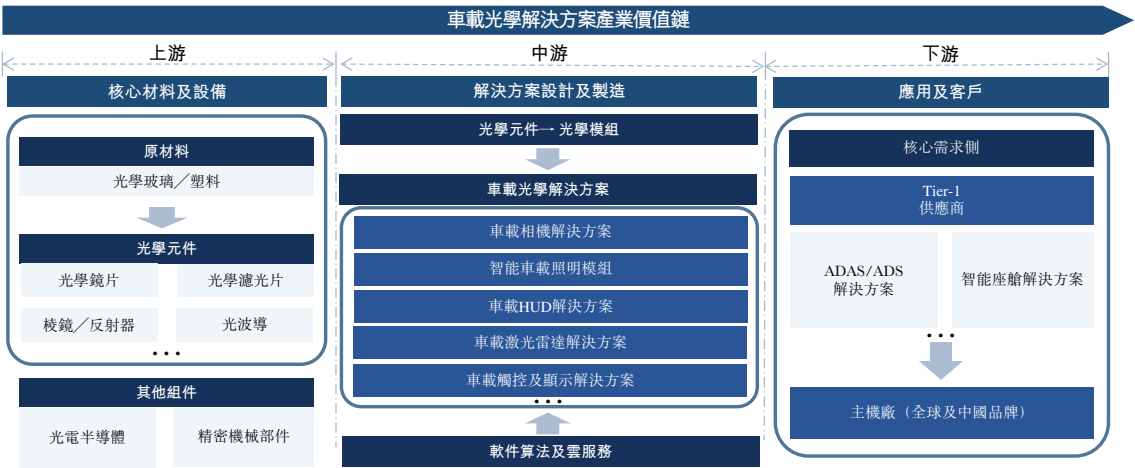 車載光學解決方案產業價值鏈
上游
核心材料及設備
原材料
光學玻璃／塑料
光學元件
光學鏡片
光學濾光片
棱鏡／反射器
光波導
•••
其他組件
光電半導體
精密機械部件
中游
解決方案設計及製造
光學元件→ 光學模組
車載光學解決方案
車載相機解決方案
智能車載照明模組
車載HUD解決方案
車載激光雷達解決方案
車載觸控及顯示解決方案
•••
軟件算法及雲服務
下游
應用及客戶
核心需求側
Tier-1
供應商
ADAS/ADS
解決方案
智能座艙解決方案
•••
主機廠（全球及中國品牌）